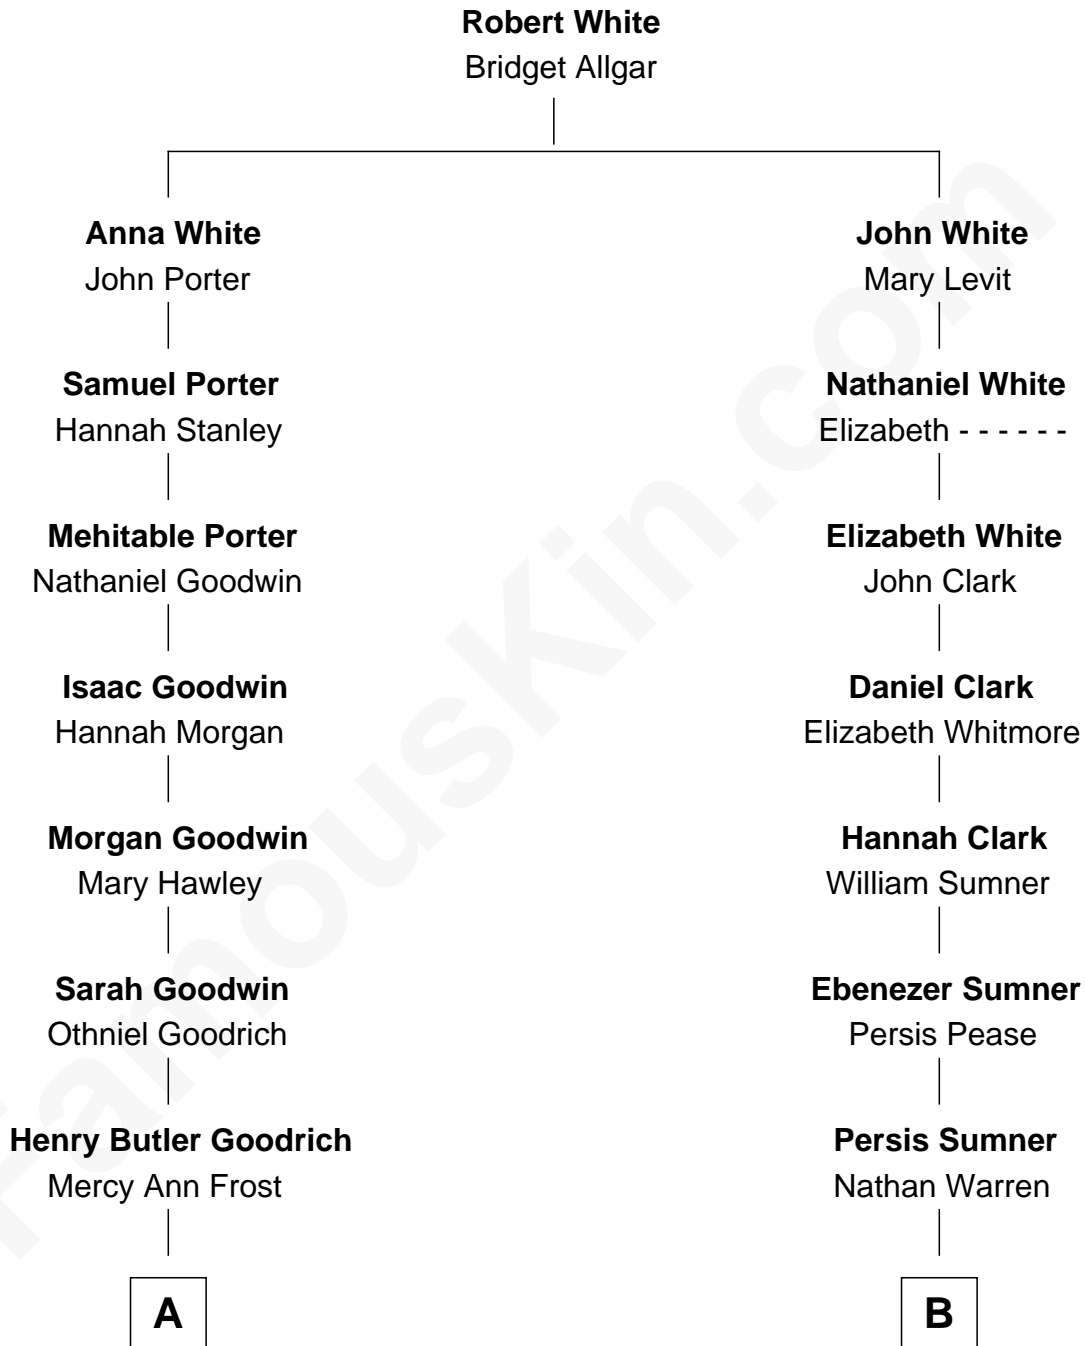 Robert White
Bridget Allgar
Anna White
John Porter
John White
Mary Levit
Samuel Porter
Hannah Stanley
Nathaniel White
Elizabeth - - - - - -
Mehitable Porter
Nathaniel Goodwin
Elizabeth White
John Clark
Isaac Goodwin
Hannah Morgan
Daniel Clark
Elizabeth Whitmore
Morgan Goodwin
Mary Hawley
Hannah Clark
William Sumner
Sarah Goodwin
Othniel Goodrich
Ebenezer Sumner
Persis Pease
Henry Butler Goodrich
Mercy Ann Frost
Persis Sumner
Nathan Warren
A
B
FamousKin.com